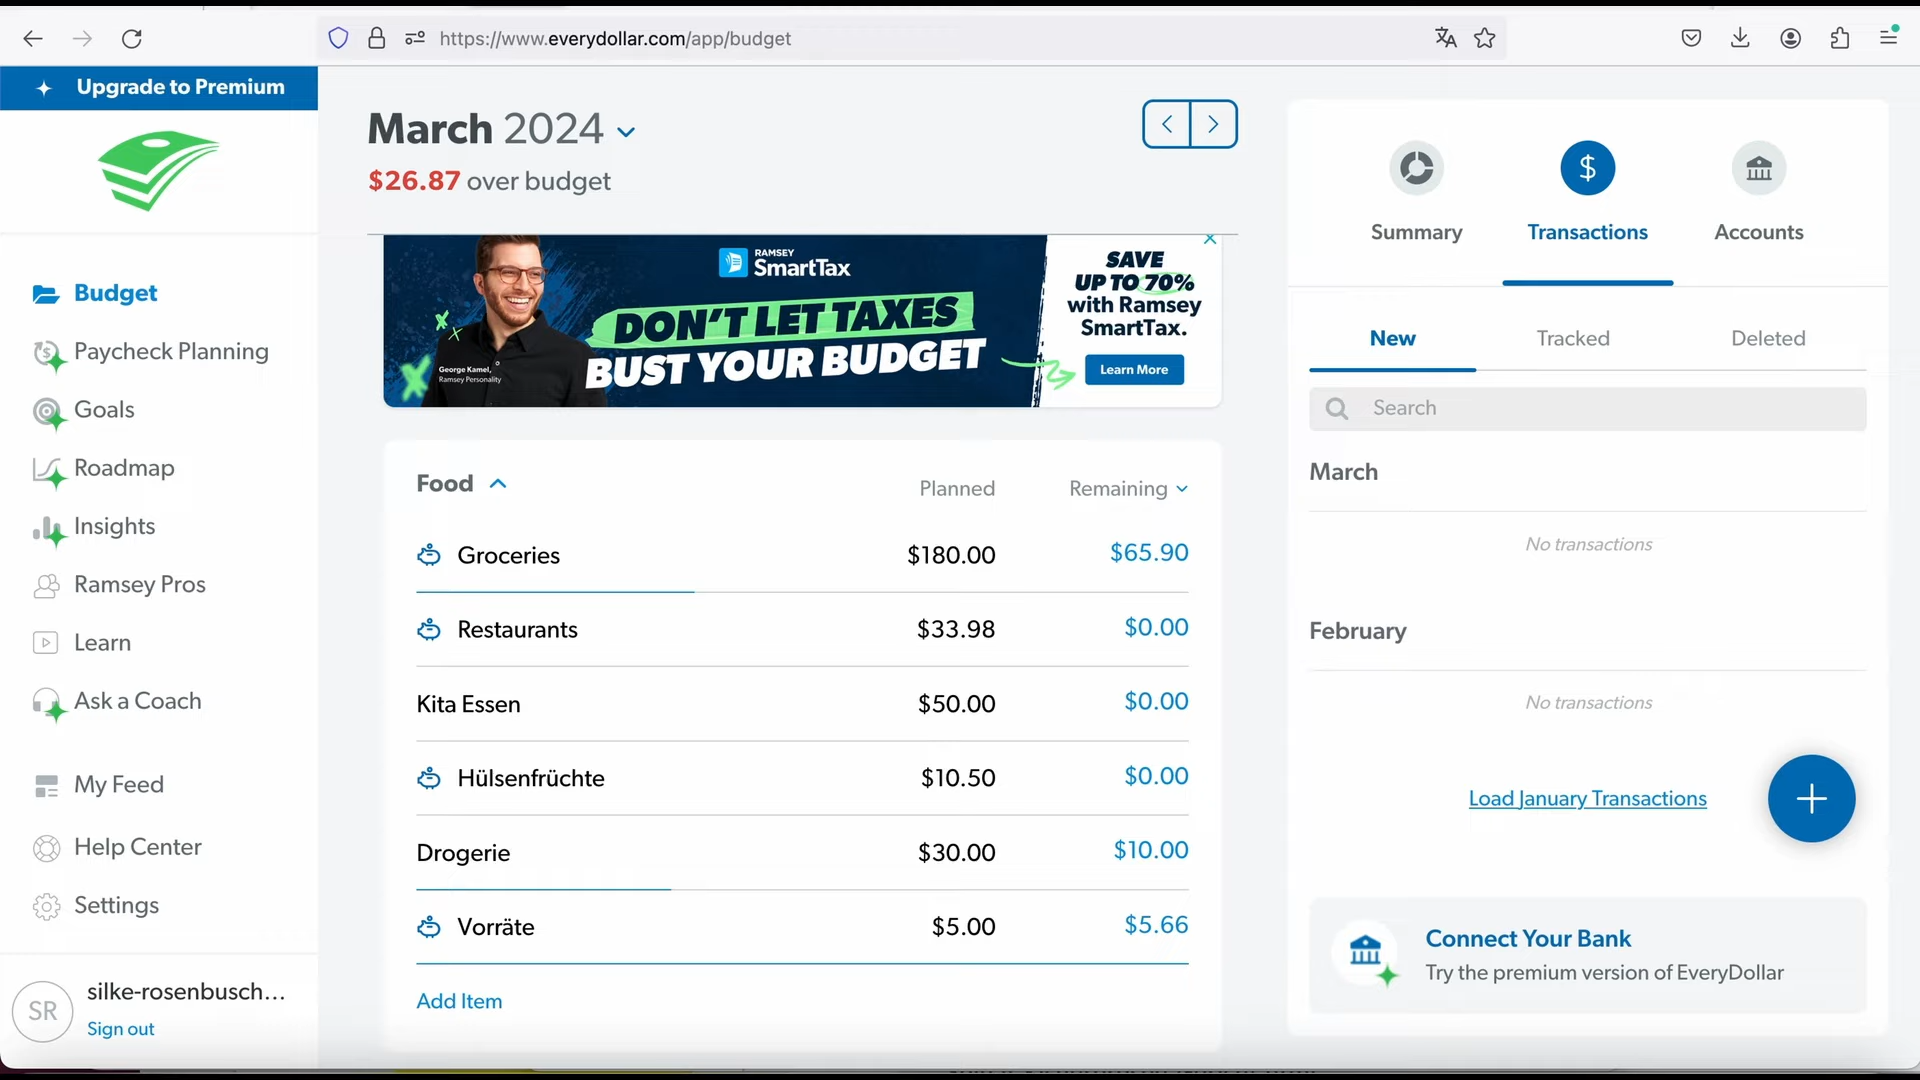 https://www.everydollar.com/app/budget
Upgrade to Premium
Budget
Paycheck Planning
Goals
Roadmap
Insights
Ramsey Pros
Learn
Ask a Coach
My Feed
Help Center
Settings
SR
silke-rosenbusch...
Sign out
March 2024
$26.87 over budget
RAMSEY
SmartTax
DON'T LET TAXES
BUST YOUR BUDGET
George Kamel,
Ramsey Personality
SAVE
UP TO 70%
with Ramsey
SmartTax.
Learn More
Food Planned Remaining
Groceries $180.00 $65.90
Restaurants $33.98 $0.00
Kita Essen $50.00 $0.00
Hülsenfrüchte $10.50 $0.00
Drogerie $30.00 $10.00
Vorräte $5.00 $5.66
Add Item
$
Summary Transactions Accounts
New Tracked Deleted
Search
March
No transactions
February
No transactions
Load January Transactions
Connect Your Bank
Try the premium version of EveryDollar